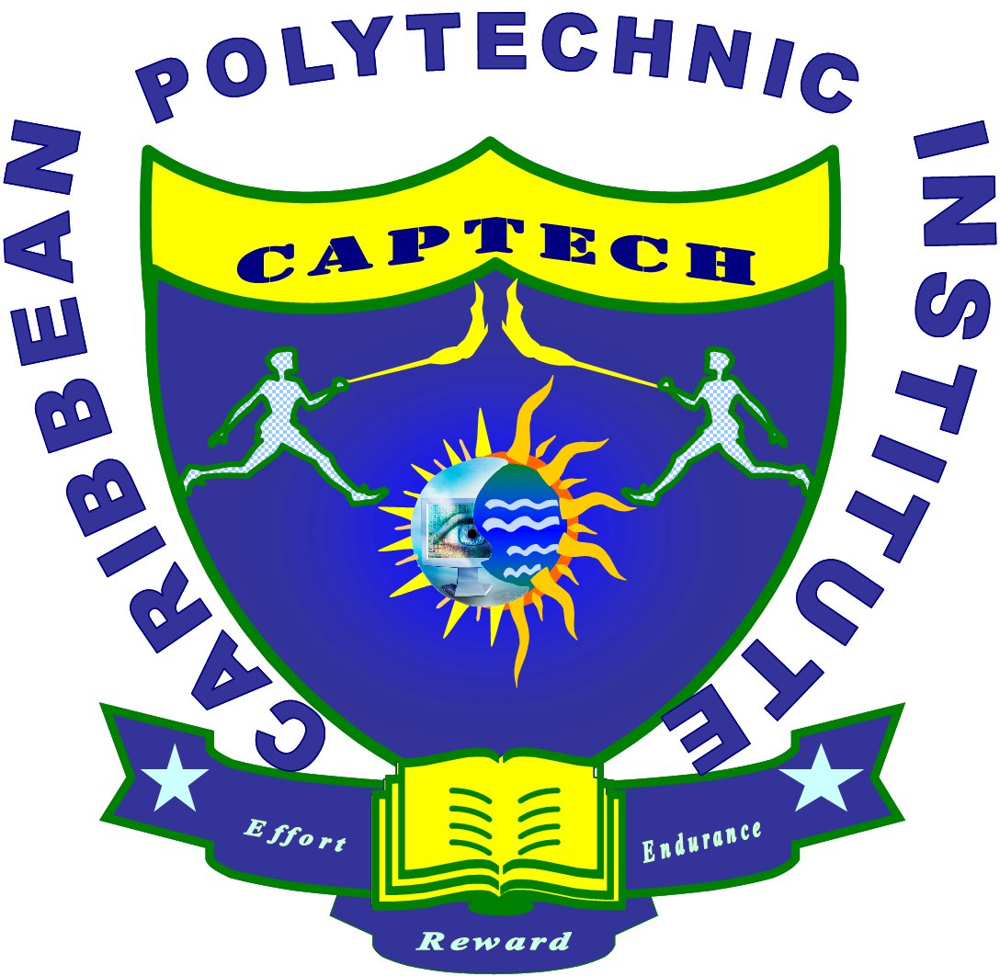 CARIBBEAN POLYTECHNIC INSTITUTE
CAPTECH
Effort
Endurance
Reward